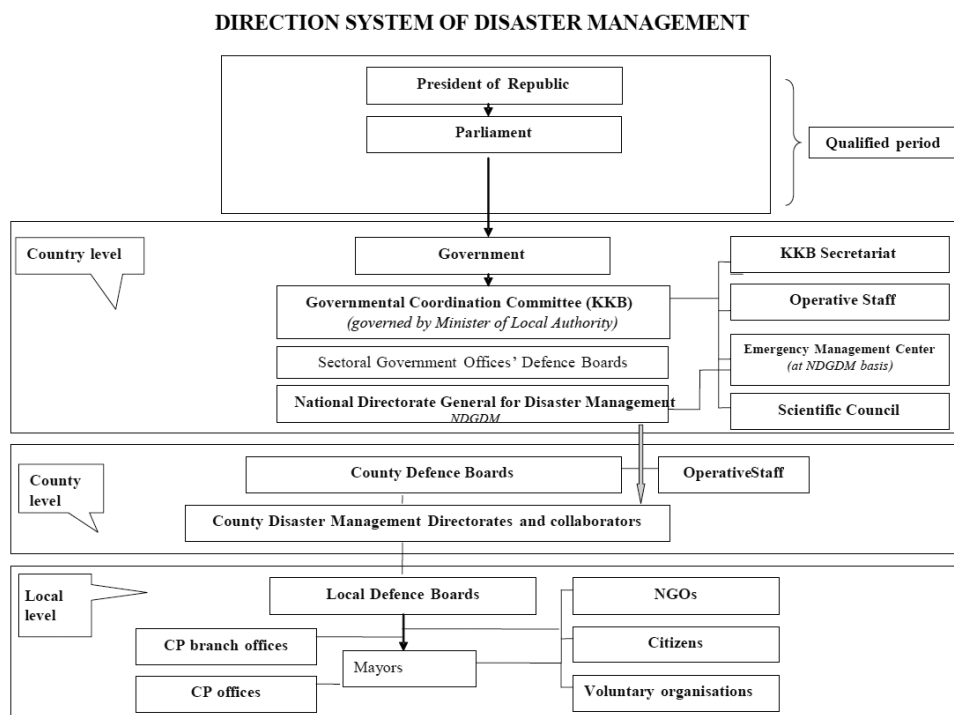 DIRECTION SYSTEM OF DISASTER MANAGEMENT
President of Republic
Parliament
Qualified period
Country level
Government
Governmental Coordination Committee (KKB)
(governed by Minister of Local Authority)
Sectoral Government Offices' Defence Boards
National Directorate General for Disaster Management
NDGDM
KKB Secretariat
Operative Staff
Emergency Management Center
(at NDGDM basis)
Scientific Council
County
level
County Defence Boards
OperativeStaff
County Disaster Management Directorates and collaborators
Local
level
Local Defence Boards
CP branch offices
Mayors
CP offices
NGOs
Citizens
Voluntary organisations